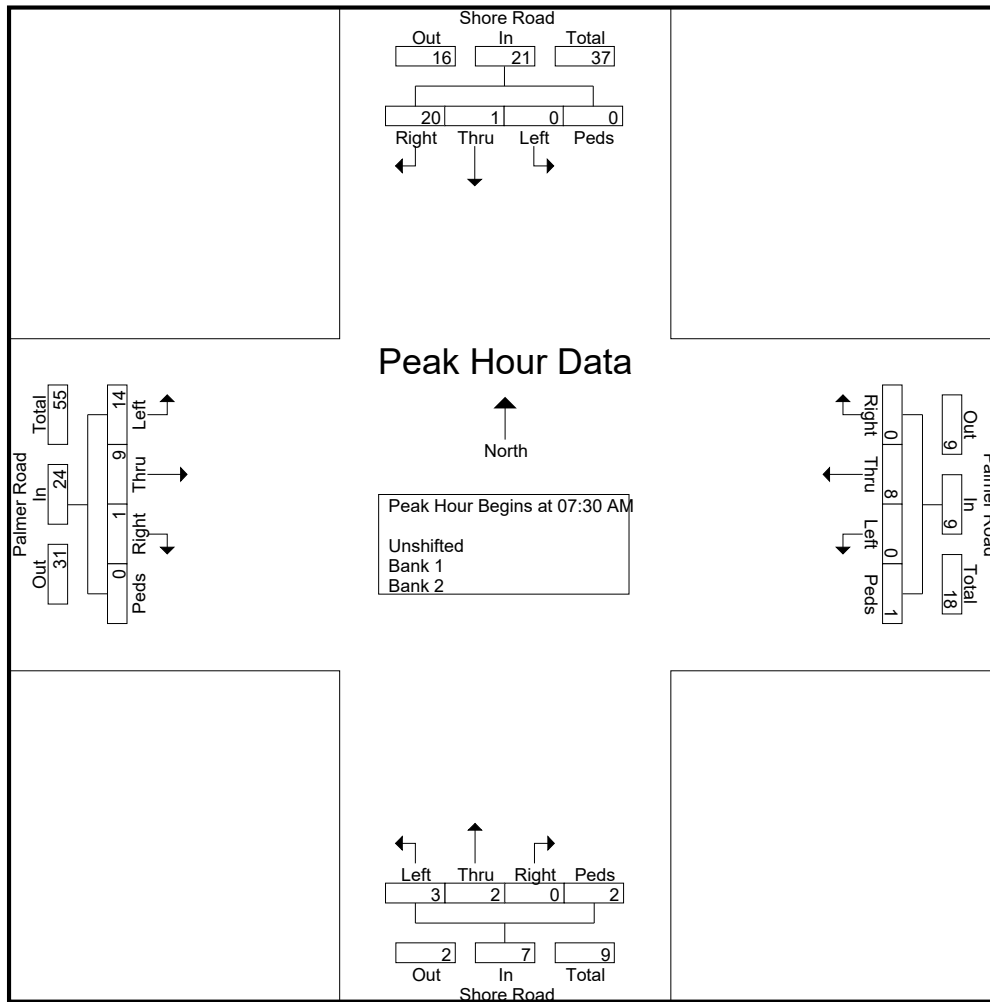 Shore Road
Out In Total
16 21 37
20 1 0 0
Right Thru Left Peds
Peak Hour Data
North
Peak Hour Begins at 07:30 AM
Unshifted
Bank 1
Bank 2
Palmer Road
Total In Out
55 24 31
14 9 1 0
Left Thru Right Peds
Right Thru Left Peds
0 8 0 1
Out In Total
9 9 18
Palmer Road
Left Thru Right Peds
3 2 0 2
2 7 9
Out In Total
Shore Road